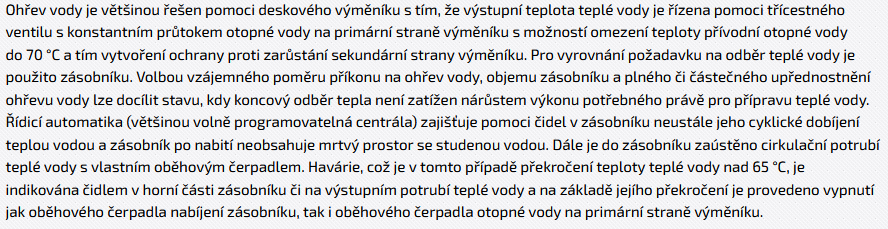 Ohřev vody je většinou řešen pomoci deskového výměníku s tím, že výstupní teplota teplé vody je řízena pomoci třícestného
ventilu s konstantním průtokem otopné vody na primární straně výměníku s možností omezení teploty přívodní otopné vody
do 70 °C a tím vytvoření ochrany proti zarůstání sekundární strany výměníku. Pro vyrovnání požadavku na odběr teplé vody je
použito zásobníku. Volbou vzájemného poměru příkonu na ohřev vody, objemu zásobníku a plného či částečného upřednostnění
ohřevu vody lze docílit stavu, kdy koncový odběr tepla není zatížen nárůstem výkonu potřebného právě pro přípravu teplé vody.
Řídicí automatika (většinou volně programovatelná centrála) zajišťuje pomoci čidel v zásobníku neustále jeho cyklické dobíjení
teplou vodou a zásobník po nabití neobsahuje mrtvý prostor se studenou vodou. Dále je do zásobníku zaústěno cirkulační potrubí
teplé vody s vlastním oběhovým čerpadlem. Havárie, což je v tomto případě překročení teploty teplé vody nad 65 °C, je
indikována čidlem v horní části zásobníku či na výstupním potrubí teplé vody a na základě jejího překročení je provedeno vypnutí
jak oběhového čerpadla nabíjení zásobníku, tak i oběhového čerpadla otopné vody na primární straně výměníku.